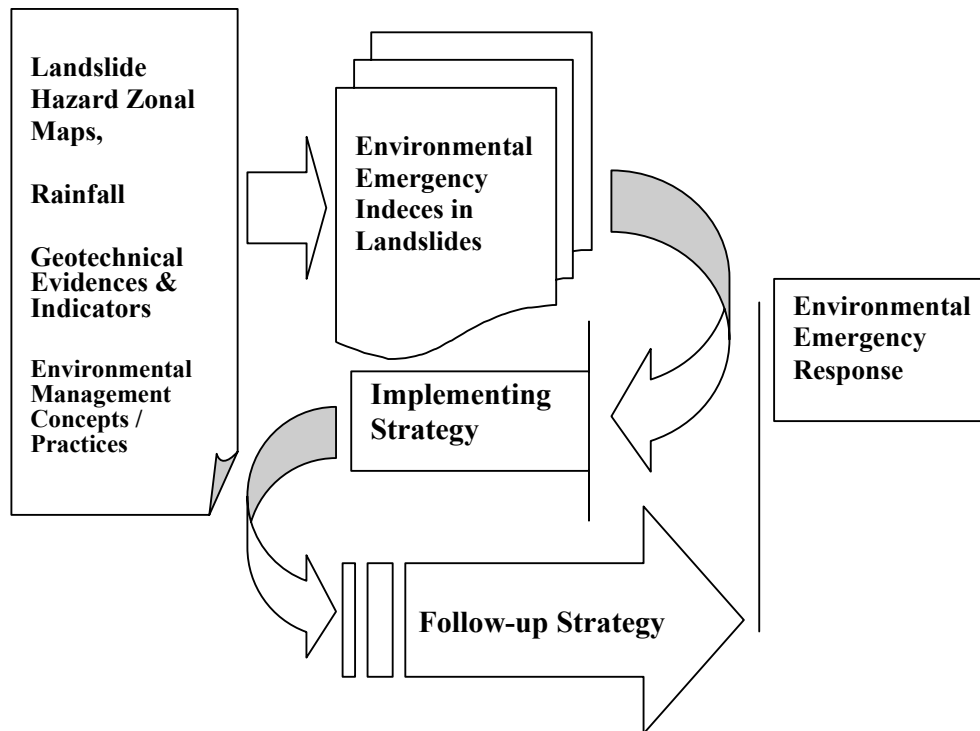 Landslide
Hazard Zonal
Maps,
Rainfall
Geotechnical
Evidences &
Indicators
Environmental
Management
Concepts /
Practices
Environmental
Emergency
Indeces in
Landslides
Implementing
Strategy
Follow-up Strategy
Environmental
Emergency
Response